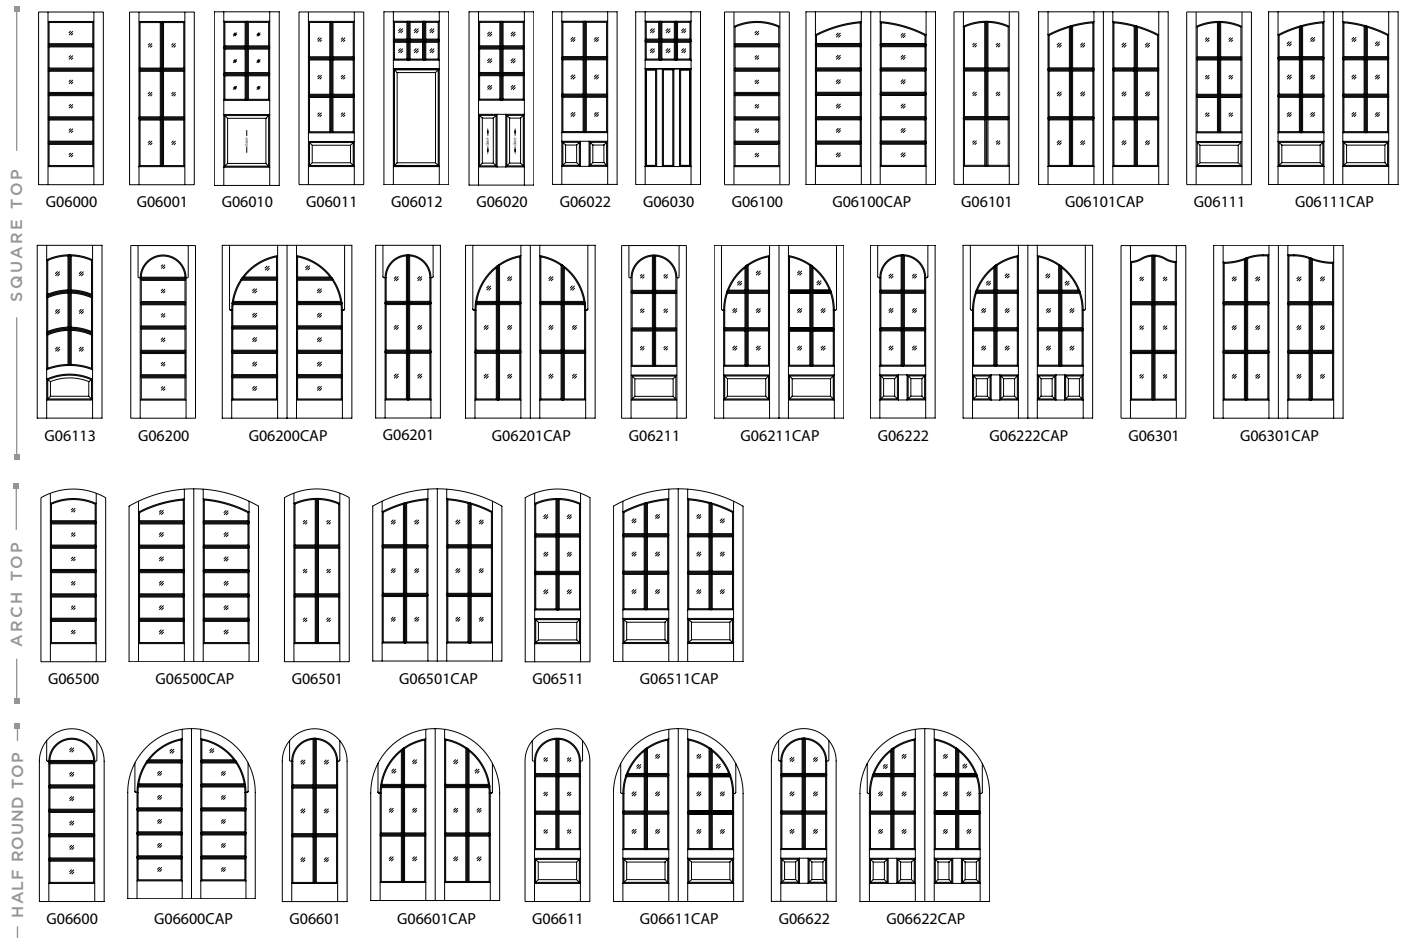 SQUARE TOP
G06000 G06001 G06010 G06011 G06012 G06020 G06022 G06030 G06100 G06100CAP G06101 G06101CAP G06111 G06111CAP
G06113 G06200 G06200CAP G06201 G06201CAP G06211 G06211CAP G06222 G06222CAP G06301 G06301CAP
ARCH TOP
G06500 G06500CAP G06501 G06501CAP G06511 G06511CAP
HALF ROUND TOP
G06600 G06600CAP G06601 G06601CAP G06611 G06611CAP G06622 G06622CAP